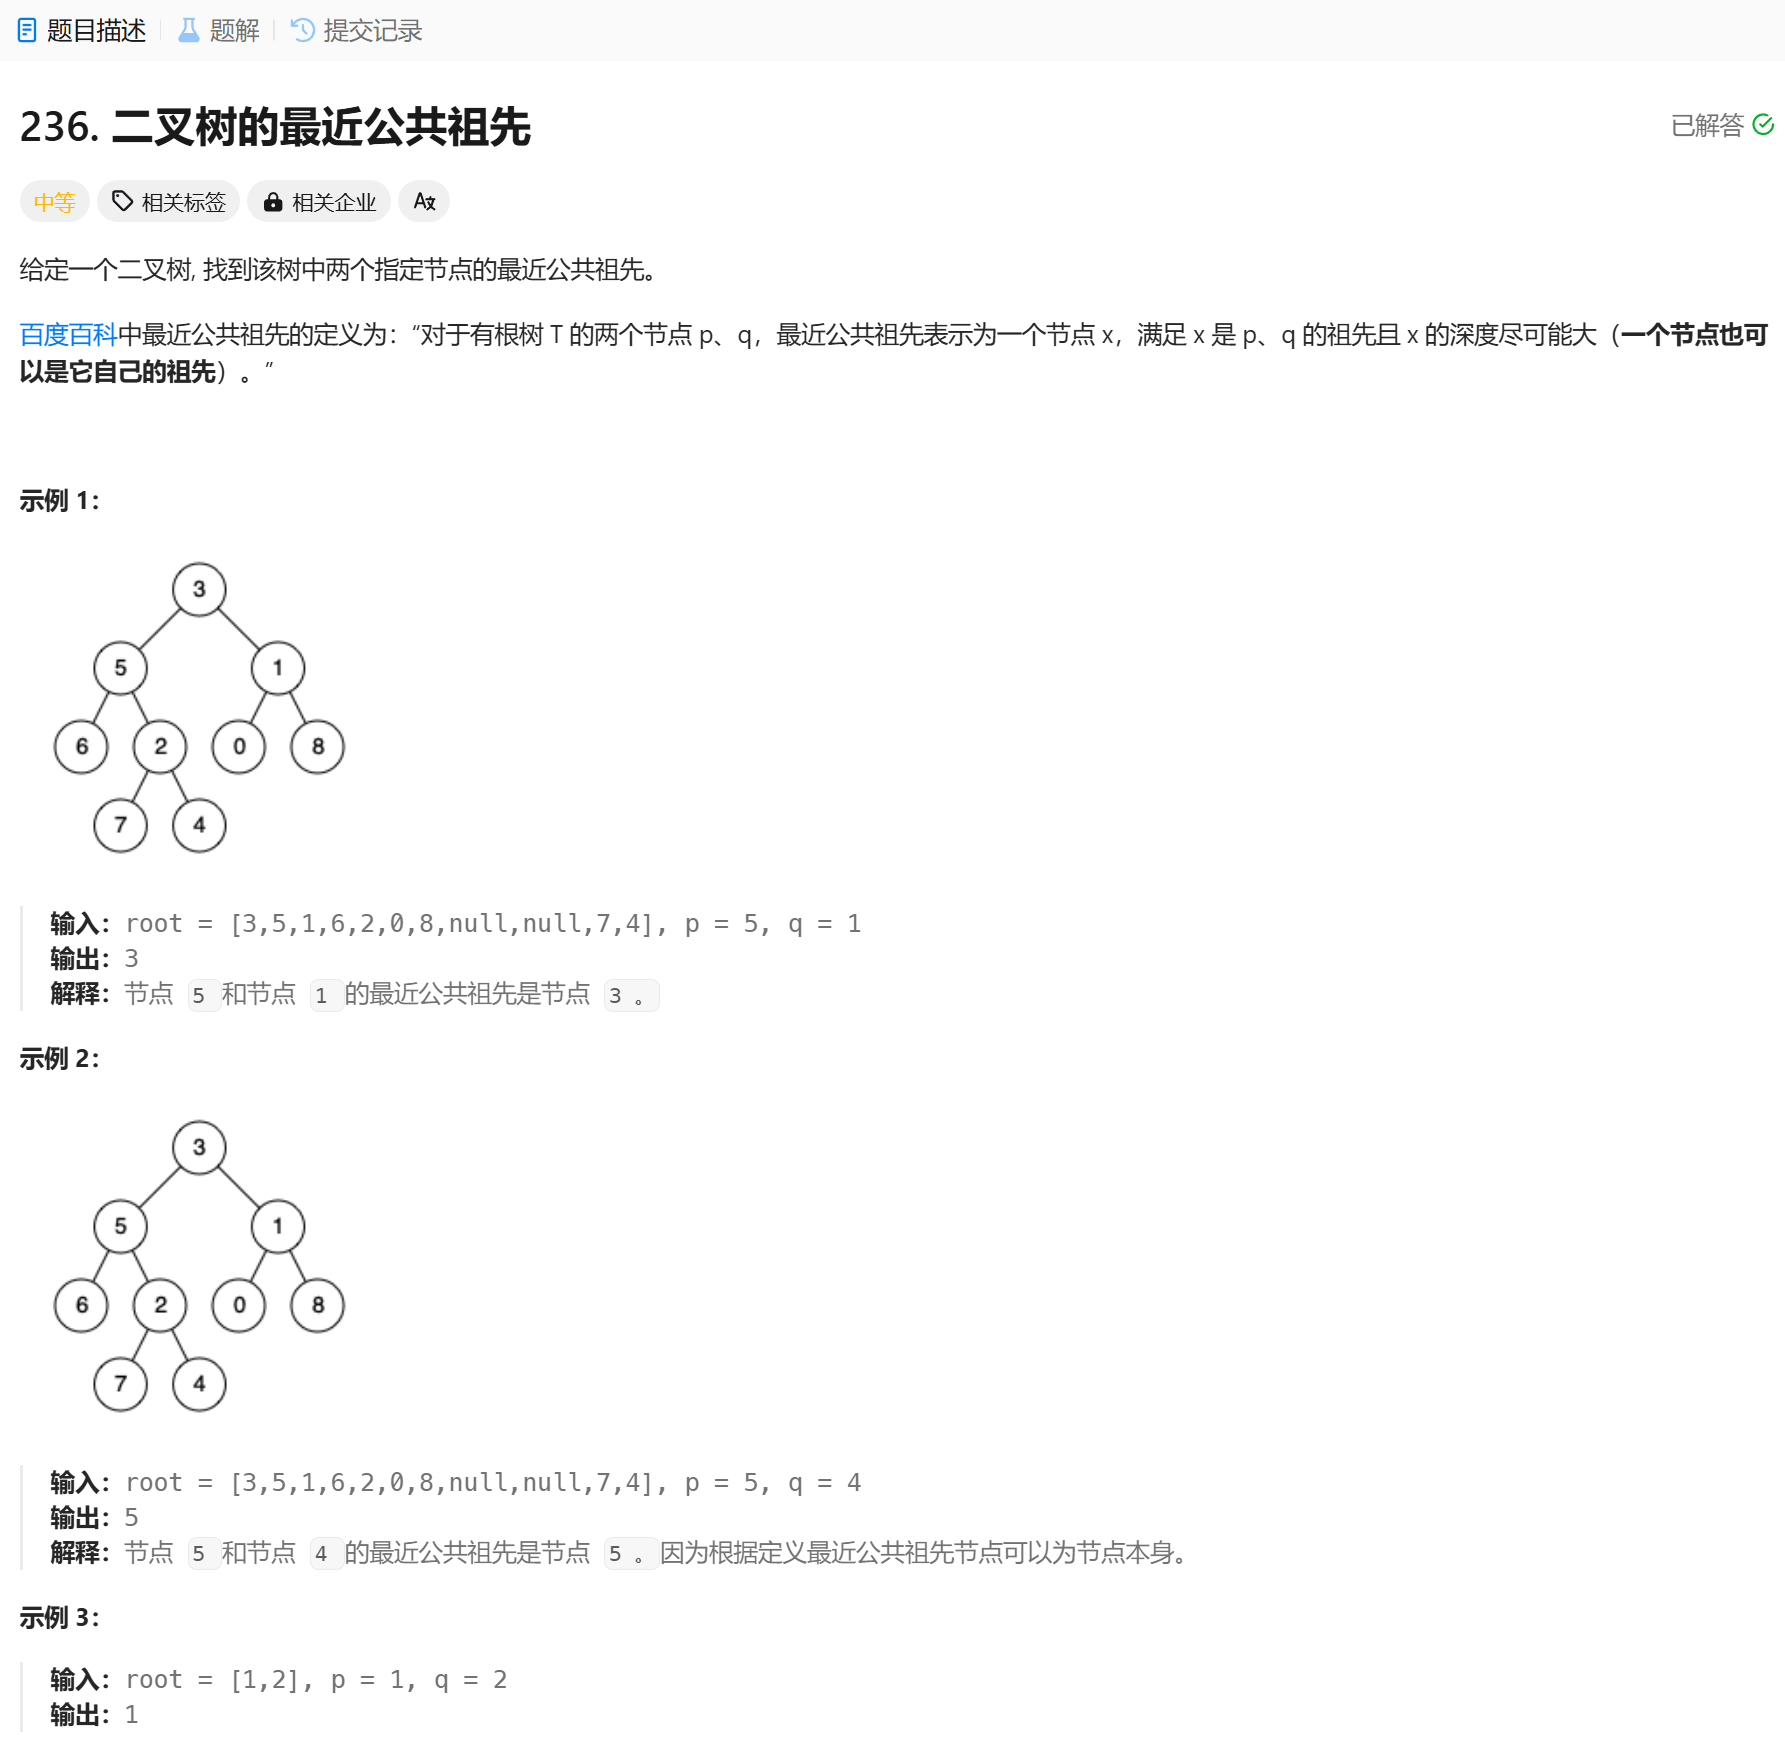 题目描述 题解 提交记录
236. 二叉树的最近公共祖先
已解答
中等 相关标签 相关企业 Ax
给定一个二叉树, 找到该树中两个指定节点的最近公共祖先。
百度百科中最近公共祖先的定义为：“对于有根树 T 的两个节点 p、q，最近公共祖先表示为一个节点 x，满足 x 是 p、q 的祖先且 x 的深度尽可能大（一个节点也可
以是它自己的祖先）。”
示例 1：
3
5 1
6 2 0 8
7 4
输入：root = [3,5,1,6,2,0,8,null,null,7,4], p = 5, q = 1
输出：3
解释：节点 5 和节点 1 的最近公共祖先是节点 3 。
示例 2：
3
5 1
6 2 0 8
7 4
输入：root = [3,5,1,6,2,0,8,null,null,7,4], p = 5, q = 4
输出：5
解释：节点 5 和节点 4 的最近公共祖先是节点 5 。因为根据定义最近公共祖先节点可以为节点本身。
示例 3：
输入：root = [1,2], p = 1, q = 2
输出：1